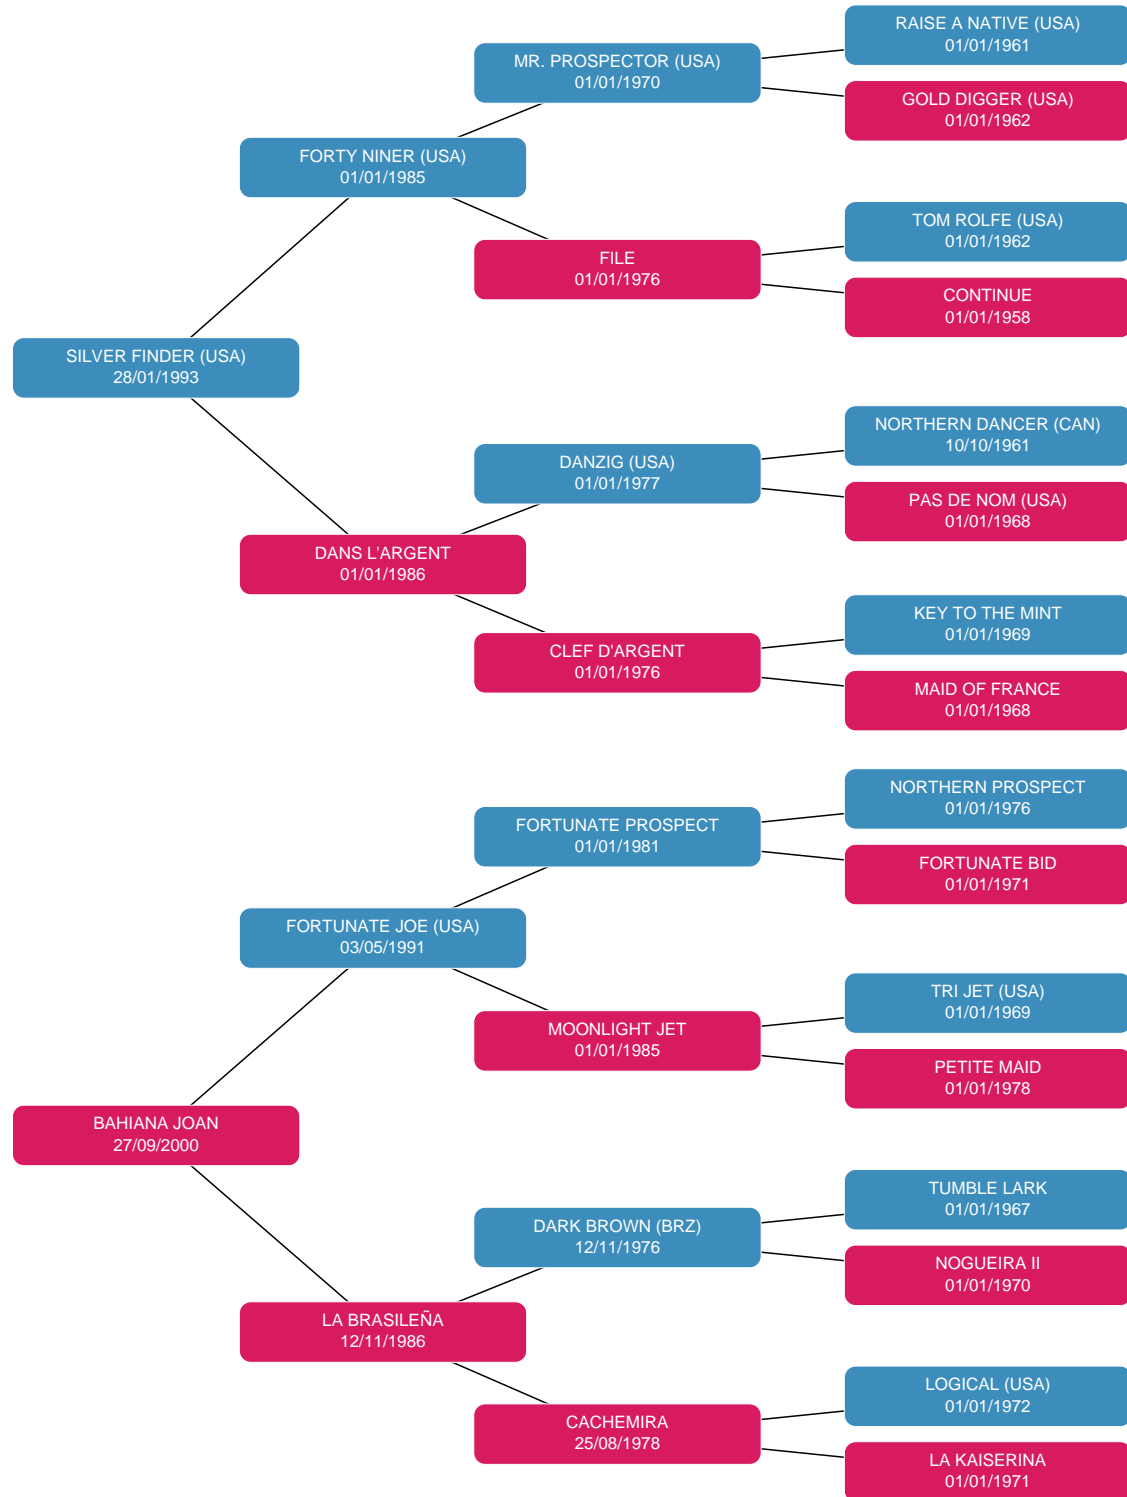 RAISE A NATIVE (USA)
01/01/1961
MR. PROSPECTOR (USA)
01/01/1970
GOLD DIGGER (USA)
01/01/1962
FORTY NINER (USA)
01/01/1985
TOM ROLFE (USA)
01/01/1962
FILE
01/01/1976
CONTINUE
01/01/1958
SILVER FINDER (USA)
28/01/1993
NORTHERN DANCER (CAN)
10/10/1961
DANZIG (USA)
01/01/1977
PAS DE NOM (USA)
01/01/1968
DANS L'ARGENT
01/01/1986
KEY TO THE MINT
01/01/1969
CLEF D'ARGENT
01/01/1976
MAID OF FRANCE
01/01/1968
NORTHERN PROSPECT
01/01/1976
FORTUNATE PROSPECT
01/01/1981
FORTUNATE BID
01/01/1971
FORTUNATE JOE (USA)
03/05/1991
TRI JET (USA)
01/01/1969
MOONLIGHT JET
01/01/1985
PETITE MAID
01/01/1978
BAHIANA JOAN
27/09/2000
TUMBLE LARK
01/01/1967
DARK BROWN (BRZ)
12/11/1976
NOGUEIRA II
01/01/1970
LA BRASILEÑA
12/11/1986
LOGICAL (USA)
01/01/1972
CACHEMIRA
25/08/1978
LA KAISERINA
01/01/1971